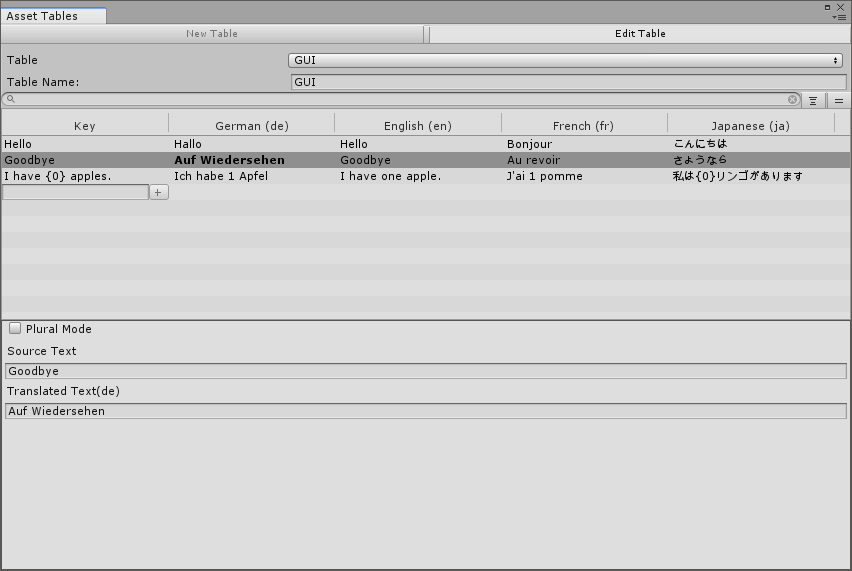 Asset Tables
New Table Edit Table
Table GUI
Table Name: GUI
Key German (de) English (en) French (fr) Japanese (ja)
Hello Hallo Hello Bonjour こんにちは
Goodbye Auf Wiedersehen Goodbye Au revoir さようなら
I have {0} apples. Ich habe 1 Apfel I have one apple. J'ai 1 pomme 私は{0}リンゴがあります
+
Plural Mode
Source Text
Goodbye
Translated Text(de)
Auf Wiedersehen